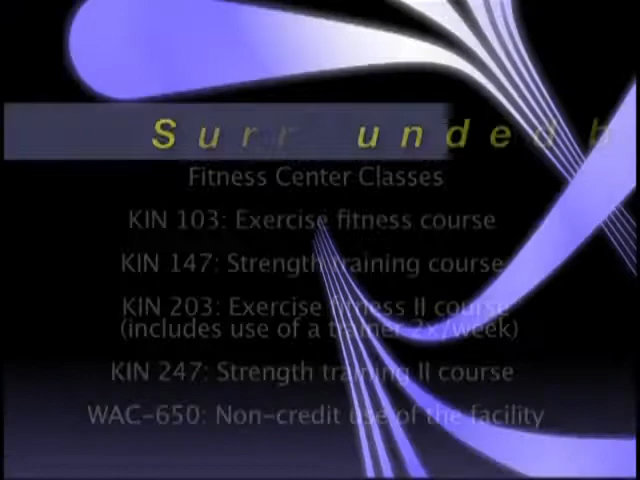 Surr unded b
Fitness Center Classes
KIN 103: Exercise fitness course
KIN 147: Strength training course
KIN 203: Exercise fitness II course
(includes use of a trainer 2x/week)
KIN 247: Strength training II course
WAC-650: Non-credit use of the facility